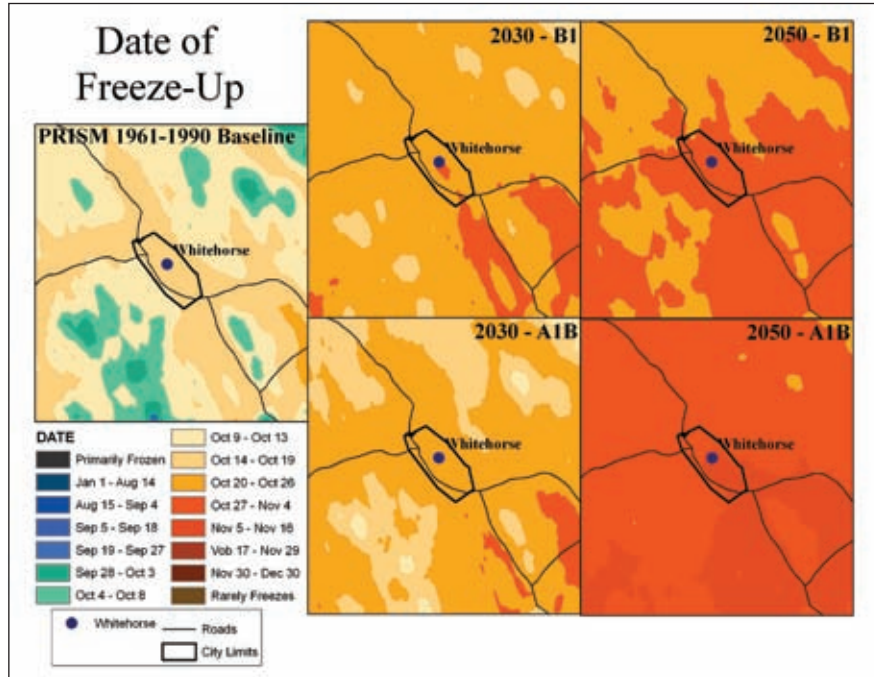 Date of
Freeze-Up
PRISM 1961-1990 Baseline
Whitehorse
2030 - B1
Whitehorse
2050 - B1
Whitehorse
2030 - A1B
Whitehorse
2050 - A1B
Whitehorse
DATE
Primarily Frozen
Jan 1 - Aug 14
Aug 15 - Sep 4
Sep 5 - Sep 18
Sep 19 - Sep 27
Sep 28 - Oct 3
Oct 4 - Oct 8
Oct 9 - Oct 13
Oct 14 - Oct 19
Oct 20 - Oct 26
Oct 27 - Nov 4
Nov 5 - Nov 16
Vob 17 - Nov 29
Nov 30 - Dec 30
Rarely Freezes
Whitehorse
Roads
City Limits